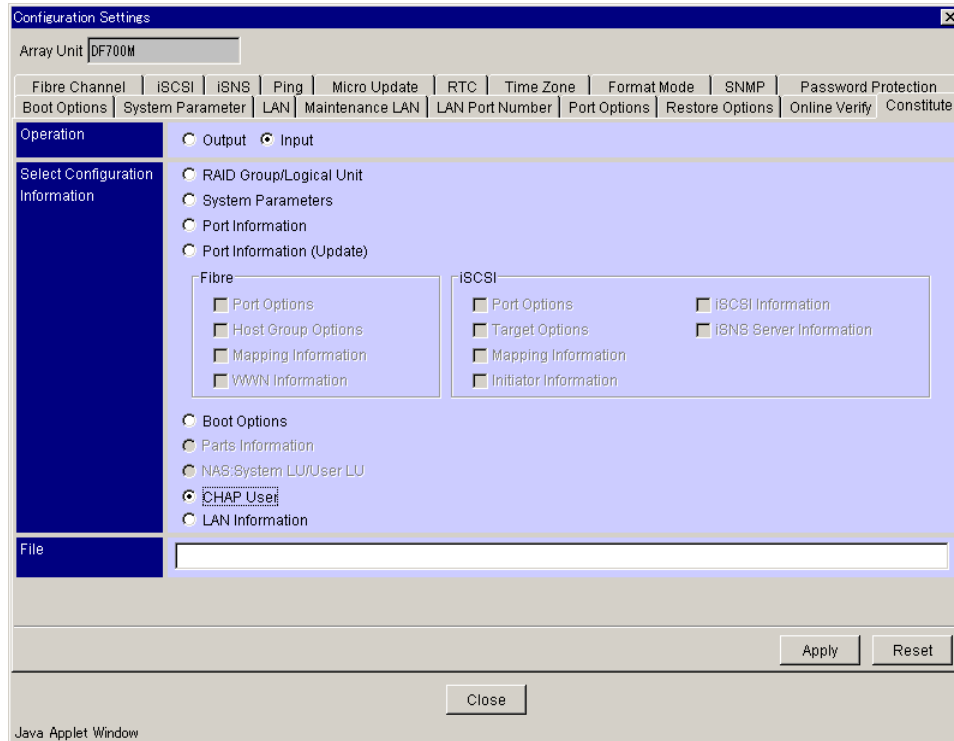 Configuration Settings
Array Unit DF700M
Fibre Channel iSCSI iSNS Ping Micro Update RTC Time Zone Format Mode SNMP Password Protection
Boot Options System Parameter LAN Maintenance LAN LAN Port Number Port Options Restore Options Online Verify Constitute
Operation Output Input
Select Configuration Information
RAID Group/Logical Unit
System Parameters
Port Information
Port Information (Update)
Fibre iSCSI
Port Options Port Options iSCSI Information
Host Group Options Target Options iSNS Server Information
Mapping Information Mapping Information
WWN Information Initiator Information
Boot Options
Parts Information
NAS:System LU/User LU
CHAP User
LAN Information
File
Apply Reset
Close
Java Applet Window